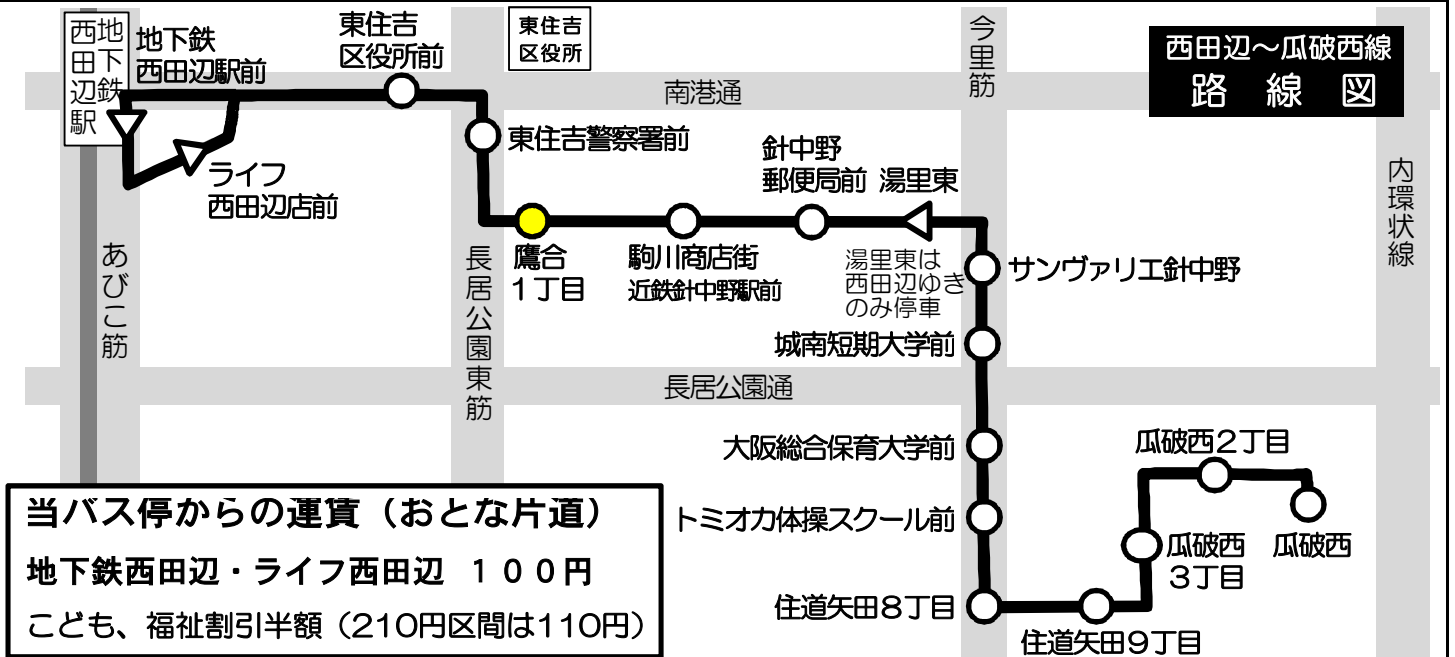 地下鉄
西田辺駅
地下鉄
西田辺駅前
東住吉
区役所前
東住吉
区役所
今里筋
西田辺～瓜破西線
路線図
南港通
東住吉警察署前
針中野
郵便局前
湯里東
ライフ
西田辺店前
内環状線
あびこ筋
長居公園東筋
鷹合
1丁目
駒川商店街
近鉄針中野駅前
湯里東は
西田辺ゆき
のみ停車
サンヴァリエ針中野
城南短期大学前
長居公園通
大阪総合保育大学前
瓜破西2丁目
トミオカ体操スクール前
瓜破西
3丁目
瓜破西
住道矢田8丁目
住道矢田9丁目
当バス停からの運賃（おとな片道）
地下鉄西田辺・ライフ西田辺 １００円
こども、福祉割引半額（210円区間は110円）